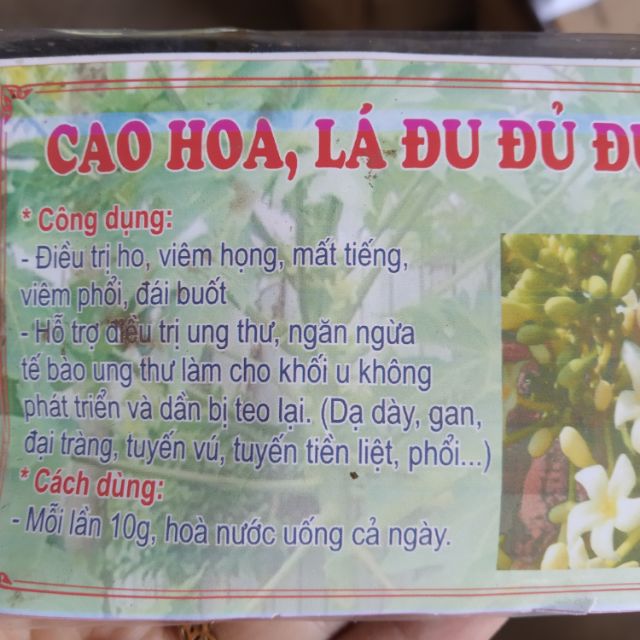 CAO HOA, LÁ ĐU ĐỦ
* Công dụng:
- Điều trị ho, viêm họng, mất tiếng,
viêm phổi, đái buốt
- Hỗ trợ điều trị ung thư, ngăn ngừa
tế bào ung thư làm cho khối u không
phát triển và dần bị teo lại. (Dạ dày, gan,
đại tràng, tuyến vú, tuyến tiền liệt, phổi...)
* Cách dùng:
- Mỗi lần 10g, hoà nước uống cả ngày.